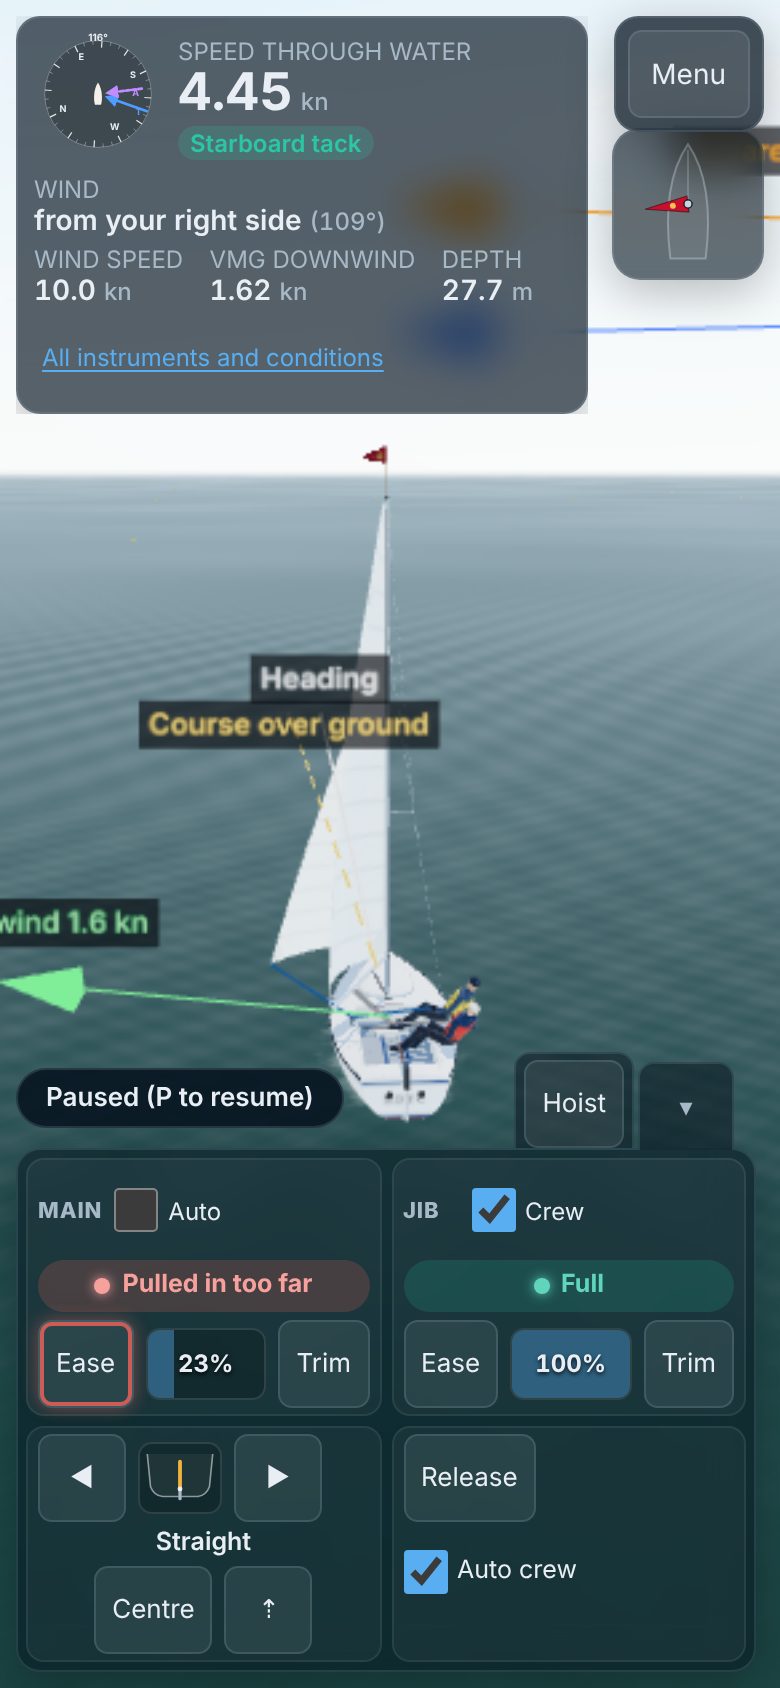 116°
E
S
A
N
W
SPEED THROUGH WATER
4.45 kn
Starboard tack
Menu
WIND
from your right side (109°)
WIND SPEED VMG DOWNWIND DEPTH
10.0 kn 1.62 kn 27.7 m
All instruments and conditions
Heading
Course over ground
wind 1.6 kn
Paused (P to resume)
Hoist
▼
MAIN Auto
JIB Crew
Pulled in too far
Full
Ease 23% Trim
Ease 100% Trim
◀ ▶
Straight
Centre ⇡
Release
Auto crew